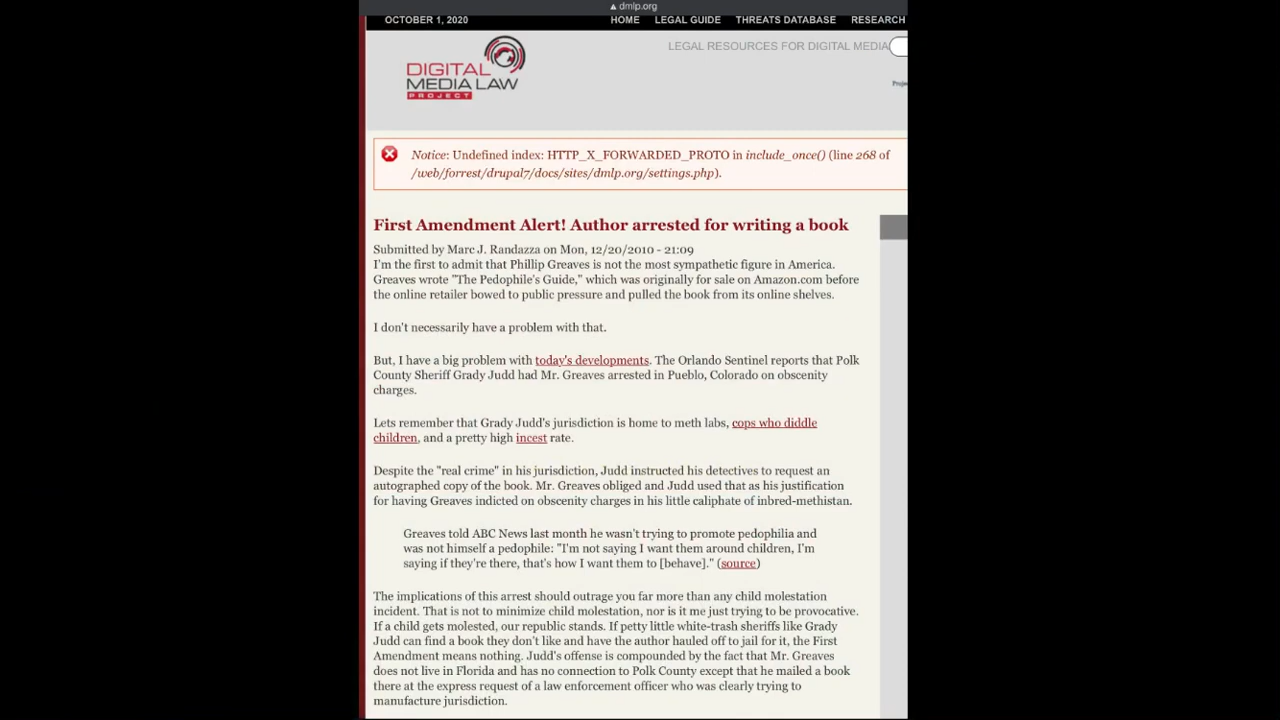 dmlp.org
OCTOBER 1, 2020
HOME LEGAL GUIDE THREATS DATABASE RESEARCH
LEGAL RESOURCES FOR DIGITAL MEDIA
DIGITAL
MEDIA LAW
PROJECT
Proje
Notice: Undefined index: HTTP_X_FORWARDED_PROTO in include_once() (line 268 of
/web/forrest/drupal7/docs/sites/dmlp.org/settings.php).
First Amendment Alert! Author arrested for writing a book
Submitted by Marc J. Randazza on Mon, 12/20/2010 - 21:09
I'm the first to admit that Phillip Greaves is not the most sympathetic figure in America.
Greaves wrote "The Pedophile's Guide," which was originally for sale on Amazon.com before
the online retailer bowed to public pressure and pulled the book from its online shelves.
I don't necessarily have a problem with that.
But, I have a big problem with today's developments. The Orlando Sentinel reports that Polk
County Sheriff Grady Judd had Mr. Greaves arrested in Pueblo, Colorado on obscenity
charges.
Lets remember that Grady Judd's jurisdiction is home to meth labs, cops who diddle
children, and a pretty high incest rate.
Despite the "real crime" in his jurisdiction, Judd instructed his detectives to request an
autographed copy of the book. Mr. Greaves obliged and Judd used that as his justification
for having Greaves indicted on obscenity charges in his little caliphate of inbred-methistan.
Greaves told ABC News last month he wasn't trying to promote pedophilia and
was not himself a pedophile: "I'm not saying I want them around children, I'm
saying if they're there, that's how I want them to [behave]." (source)
The implications of this arrest should outrage you far more than any child molestation
incident. That is not to minimize child molestation, nor is it me just trying to be provocative.
If a child gets molested, our republic stands. If petty little white-trash sheriffs like Grady
Judd can find a book they don't like and have the author hauled off to jail for it, the First
Amendment means nothing. Judd's offense is compounded by the fact that Mr. Greaves
does not live in Florida and has no connection to Polk County except that he mailed a book
there at the express request of a law enforcement officer who was clearly trying to
manufacture jurisdiction.